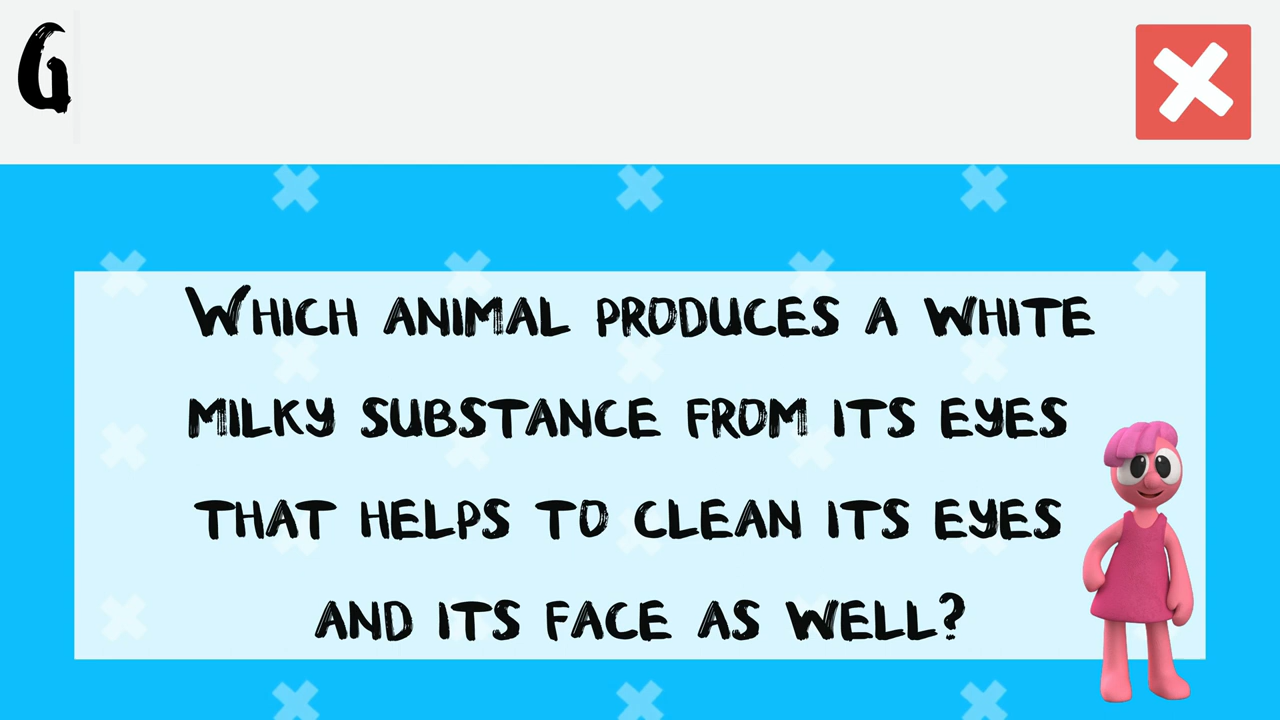 G
Which animal produces a white
milky substance from its eyes
that helps to clean its eyes
and its face as well?